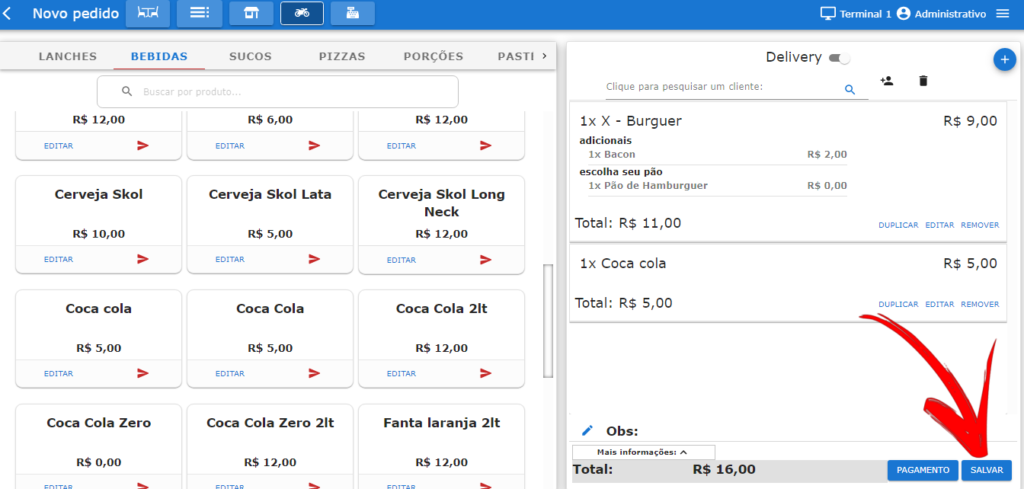 Novo pedido
Terminal 1 Administrativo
LANCHES BEBIDAS SUCOS PIZZAS PORÇÕES PASTI
Buscar por produto...
R$ 12,00 R$ 6,00 R$ 12,00
EDITAR EDITAR EDITAR
Cerveja Skol Cerveja Skol Lata Cerveja Skol Long
Neck
R$ 10,00 R$ 5,00 R$ 12,00
EDITAR EDITAR EDITAR
Coca cola Coca Cola Coca Cola 2lt
R$ 5,00 R$ 5,00 R$ 12,00
EDITAR EDITAR EDITAR
Coca Cola Zero Coca Cola Zero 2lt Fanta laranja 2lt
R$ 0,00 R$ 12,00 R$ 12,00
EDITAR EDITAR EDITAR
Delivery
Clique para pesquisar um cliente:
1x X - Burguer R$ 9,00
adicionais
1x Bacon R$ 2,00
escolha seu pão
1x Pão de Hamburguer R$ 0,00
Total: R$ 11,00 DUPLICAR EDITAR REMOVER
1x Coca cola R$ 5,00
Total: R$ 5,00 DUPLICAR EDITAR REMOVER
Obs:
Mais informações:
Total: R$ 16,00 PAGAMENTO SALVAR